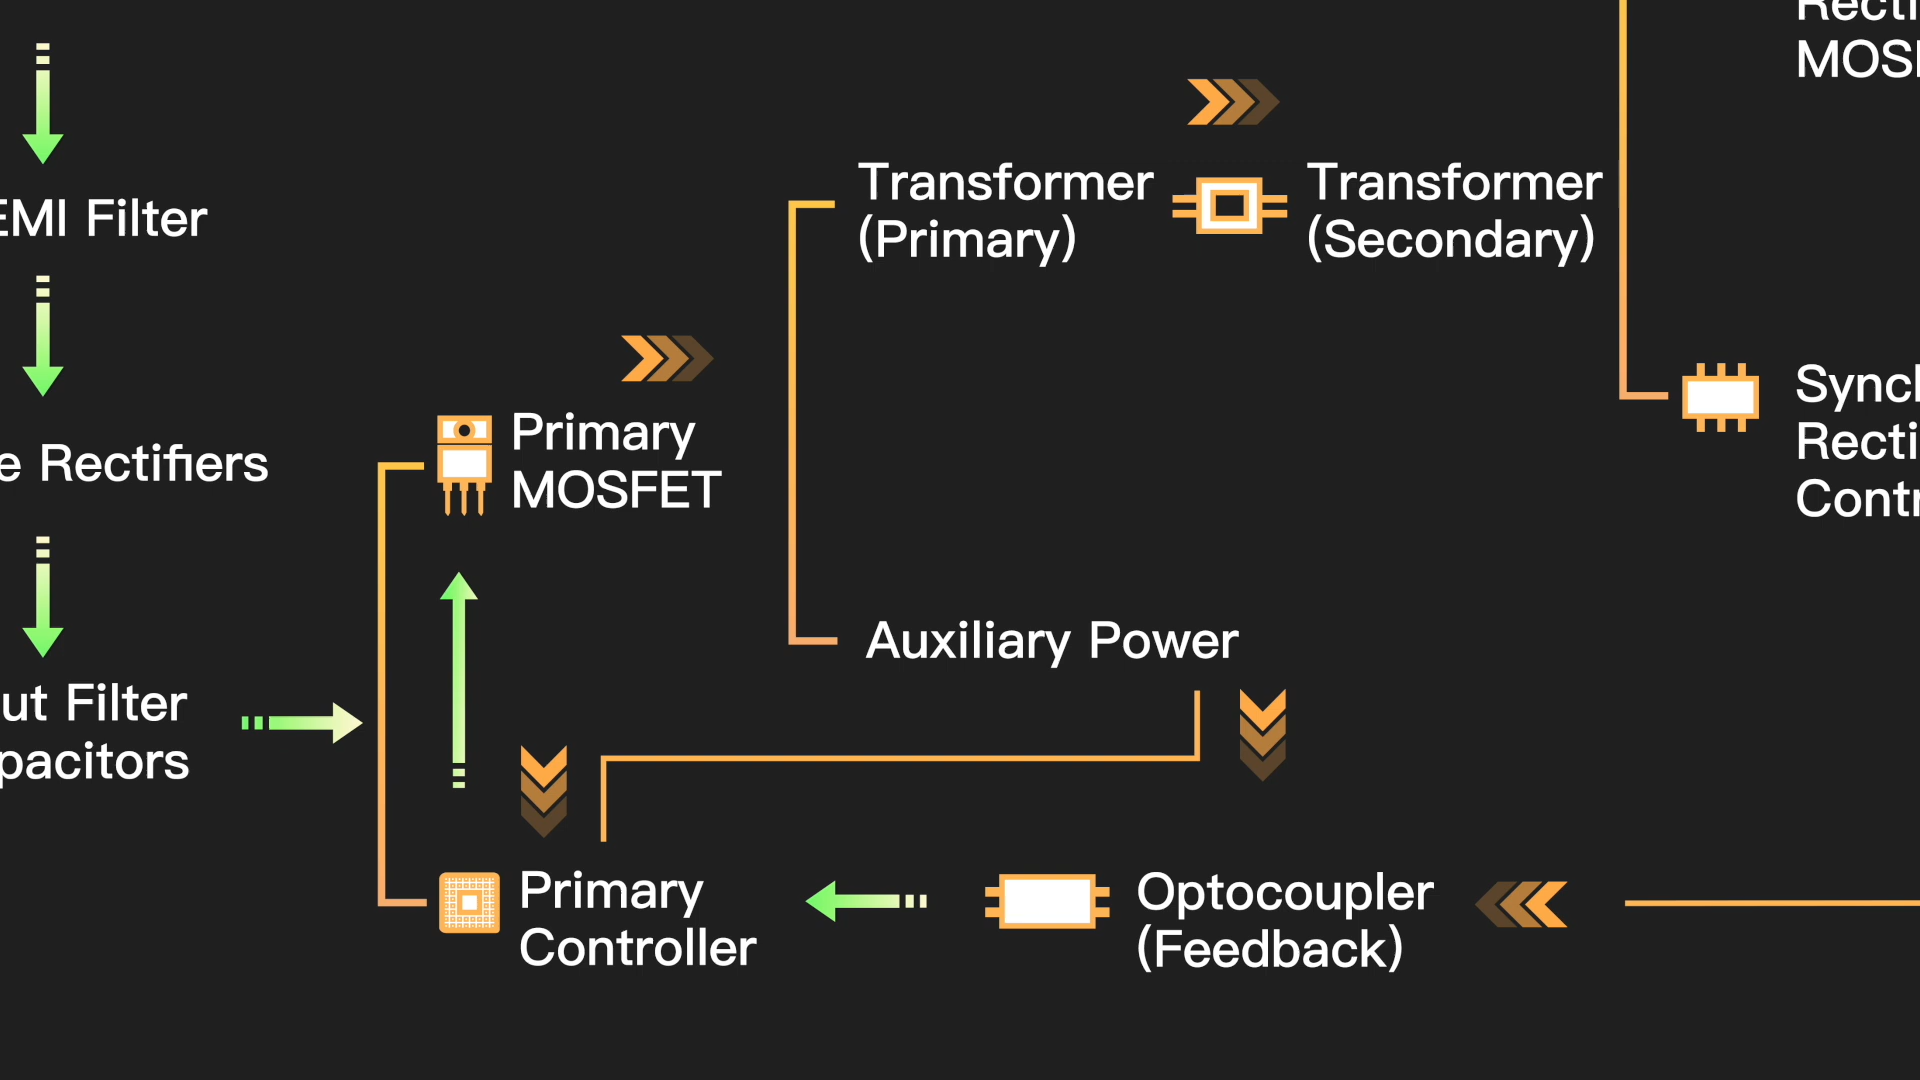 EMI Filter
e Rectifiers
ut Filter
pacitors
Primary
MOSFET
Primary
Controller
Transformer
(Primary)
Transformer
(Secondary)
Auxiliary Power
Optocoupler
(Feedback)
Recti
MOS
Sync
Recti
Cont